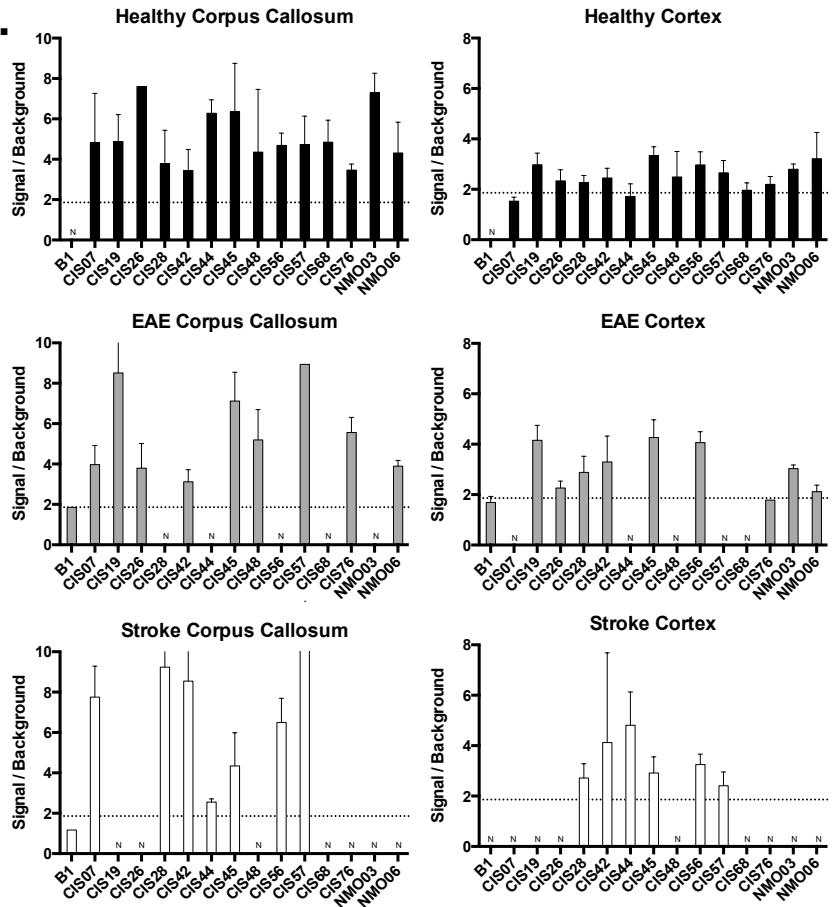 Healthy Corpus Callosum
Signal / Background
10
8
6
4
2
0
N
B1 CIS07 CIS19 CIS26 CIS28 CIS42 CIS44 CIS45 CIS48 CIS56 CIS57 CIS68 CIS76 NMO03 NMO06
Healthy Cortex
Signal / Background
8
6
4
2
0
N
B1 CIS07 CIS19 CIS26 CIS28 CIS42 CIS44 CIS45 CIS48 CIS56 CIS57 CIS68 CIS76 NMO03 NMO06
EAE Corpus Callosum
Signal / Background
10
8
6
4
2
0
N N N N N
B1 CIS07 CIS19 CIS26 CIS28 CIS42 CIS44 CIS45 CIS48 CIS56 CIS57 CIS68 CIS76 NMO03 NMO06
EAE Cortex
Signal / Background
8
6
4
2
0
N N N N N
B1 CIS07 CIS19 CIS26 CIS28 CIS42 CIS44 CIS45 CIS48 CIS56 CIS57 CIS68 CIS76 NMO03 NMO06
Stroke Corpus Callosum
Signal / Background
10
8
6
4
2
0
N N N N N N N
B1 CIS07 CIS19 CIS26 CIS28 CIS42 CIS44 CIS45 CIS48 CIS56 CIS57 CIS68 CIS76 NMO03 NMO06
Stroke Cortex
Signal / Background
8
6
4
2
0
N N N N N N N N N
B1 CIS07 CIS19 CIS26 CIS28 CIS42 CIS44 CIS45 CIS48 CIS56 CIS57 CIS68 CIS76 NMO03 NMO06